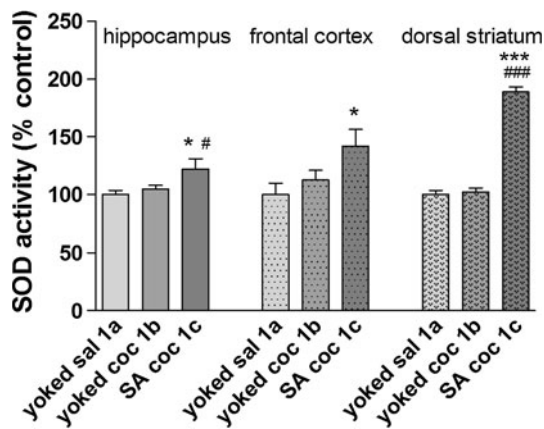 hippocampus frontal cortex dorsal striatum
SOD activity (% control)
250
200
150
100
50
0
* #
*
***
###
yoked sal 1a
yoked coc 1b
SA coc 1c
yoked sal 1a
yoked coc 1b
SA coc 1c
yoked sal 1a
yoked coc 1b
SA coc 1c